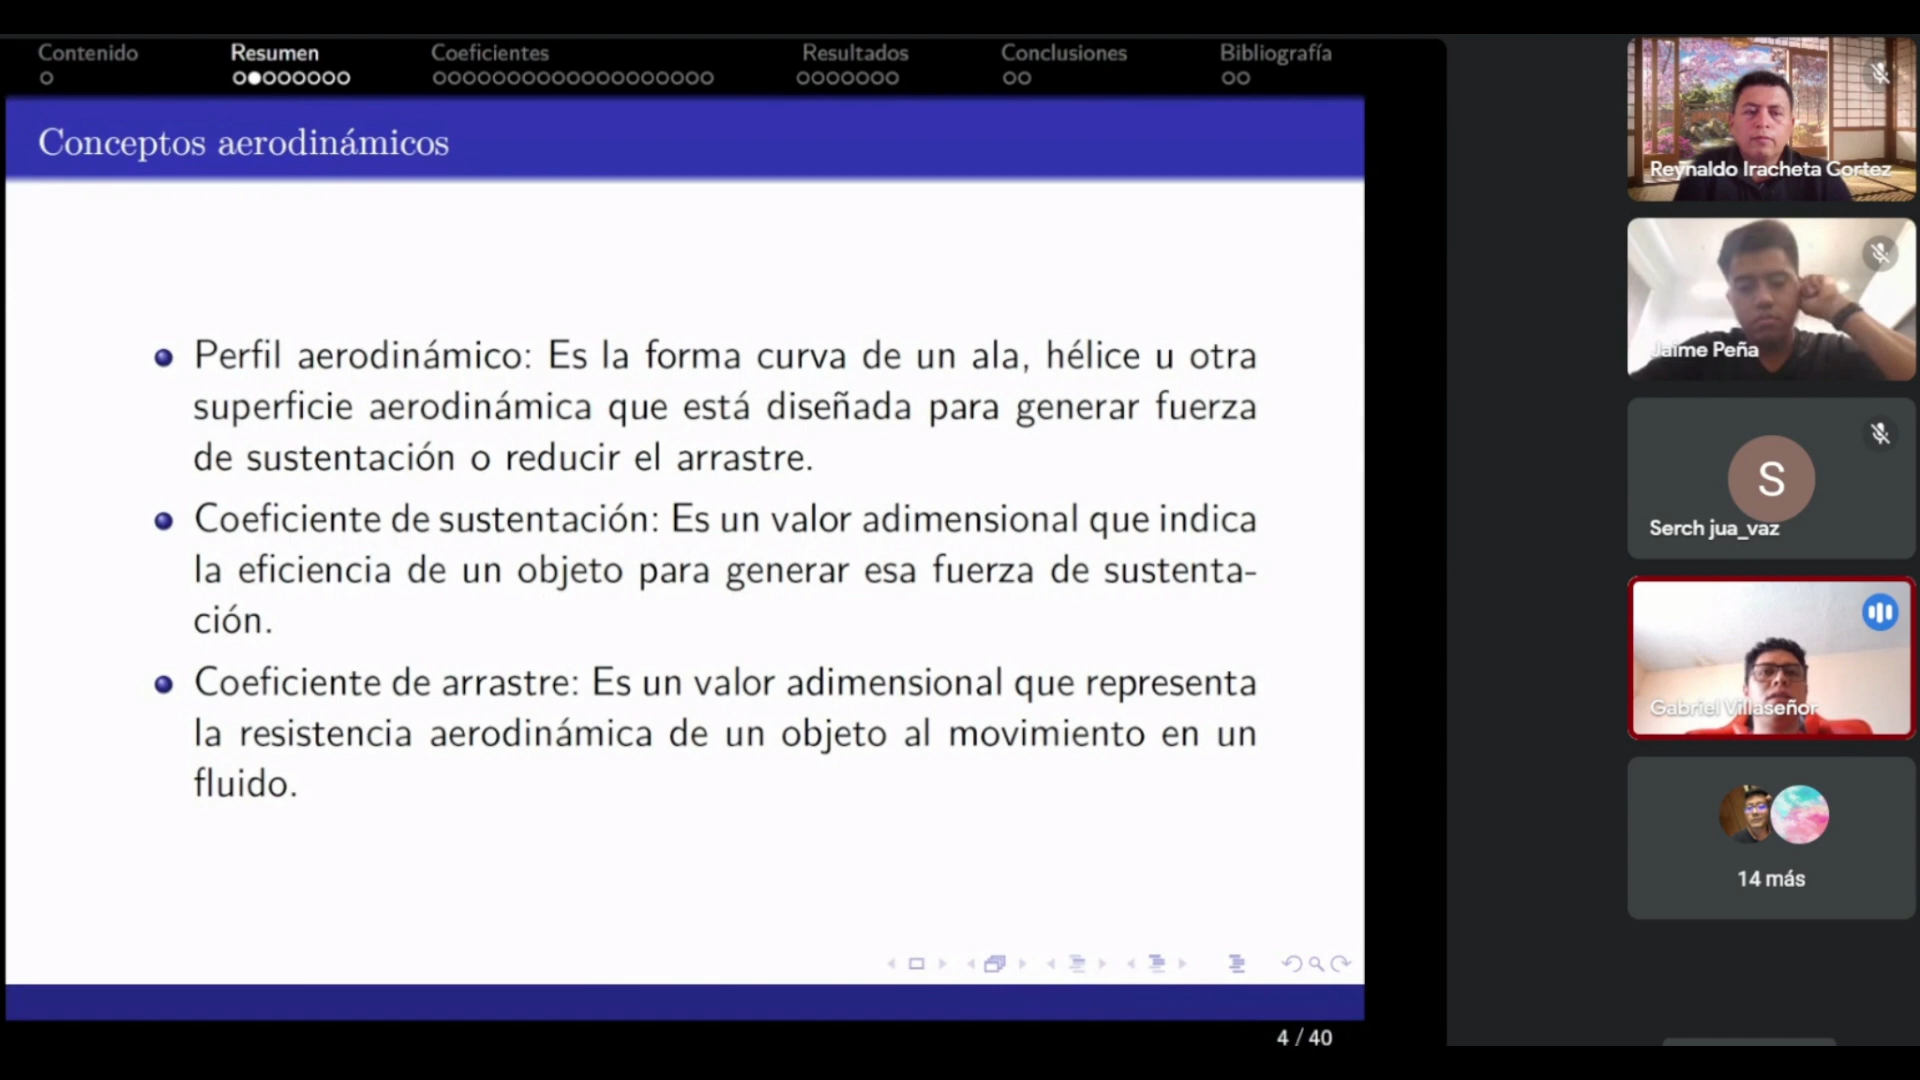 Contenido Resumen Coeficientes Resultados Conclusiones Bibliografía
Conceptos aerodinámicos
Perfil aerodinámico: Es la forma curva de un ala, hélice u otra
superficie aerodinámica que está diseñada para generar fuerza
de sustentación o reducir el arrastre.
Coeficiente de sustentación: Es un valor adimensional que indica
la eficiencia de un objeto para generar esa fuerza de sustenta-
ción.
Coeficiente de arrastre: Es un valor adimensional que representa
la resistencia aerodinámica de un objeto al movimiento en un
fluido.
4 / 40
Reynaldo Iracheta Cortez
Jaime Peña
S
Serch jua_vaz
Gabriel Villaseñor
14 más